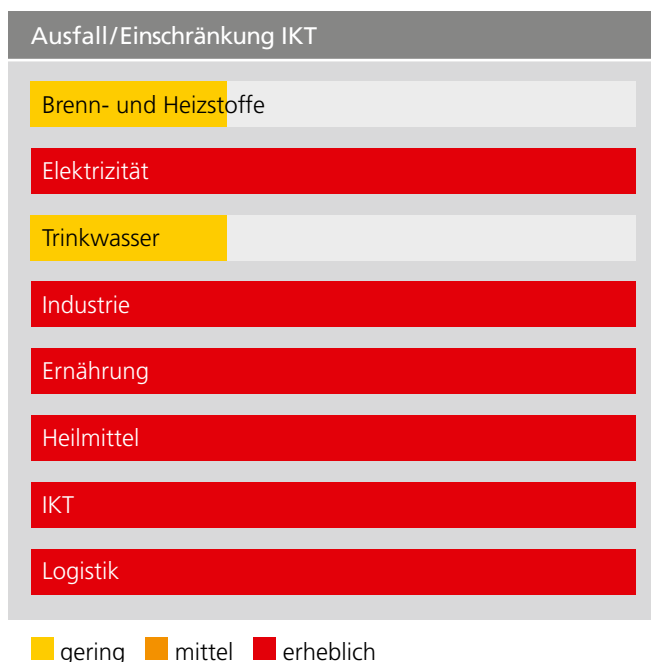 Ausfall/Einschränkung IKT
Brenn- und Heizstoffe
Elektrizität
Trinkwasser
Industrie
Ernährung
Heilmittel
IKT
Logistik
gering mittel erheblich